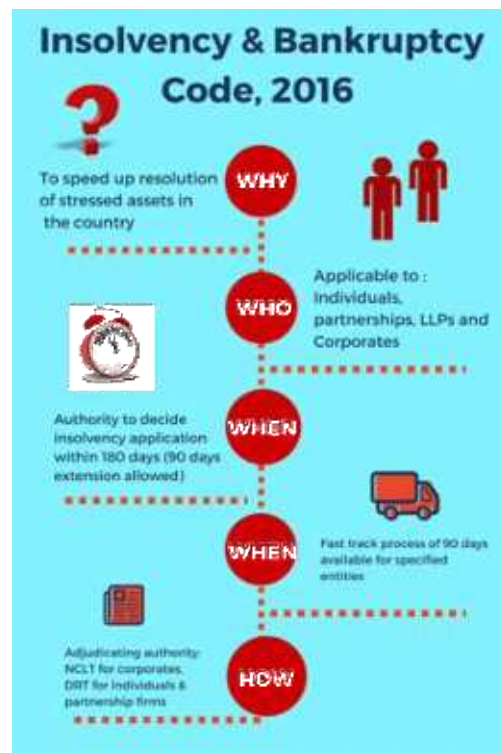 Insolvency & Bankruptcy
Code, 2016
WHY
To speed up resolution
of stressed assets in
the country
WHO
Applicable to :
Individuals,
partnerships, LLPs and
Corporates
WHEN
Authority to decide
insolvency application
within 180 days (90 days
extension allowed)
WHEN
Fast track process of 90 days
available for specified
entities
HOW
Adjudicating authority:
NCLT for corporates,
DRT for individuals &
partnership firms